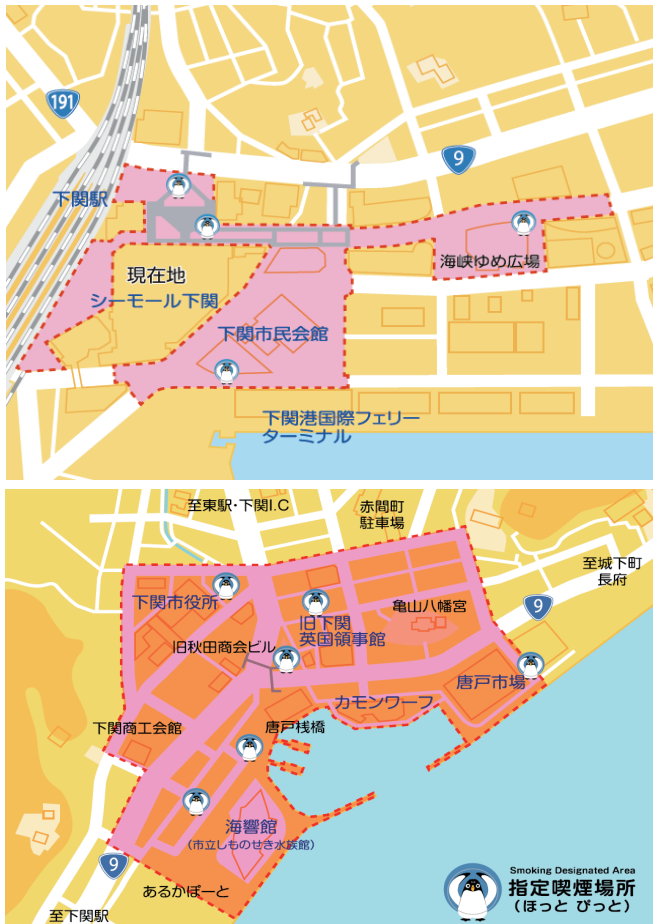 191
9
下関駅
海峡ゆめ広場
現在地
シーモール下関
下関市民会館
下関港国際フェリー
ターミナル
至東駅・下関I.C
赤間町
駐車場
至城下町
長府
9
下関市役所
旧下関
英国領事館
亀山八幡宮
旧秋田商会ビル
唐戸市場
カモンワーフ
下関商工会館
唐戸桟橋
海響館
(市立しものせき水族館)
9
あるかぽーと
至下関駅
Smoking Designated Area
指定喫煙場所
(ほっと ぴっと)